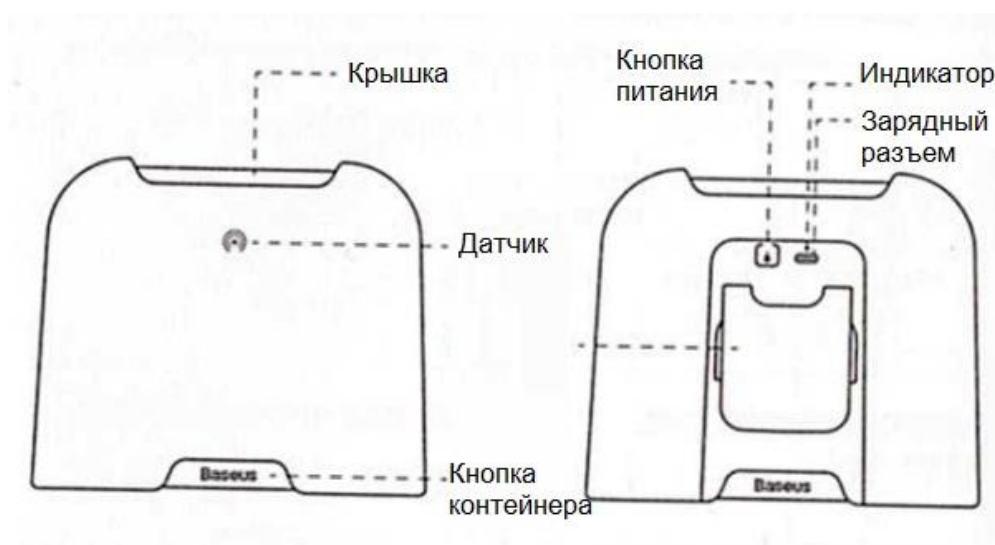 Крышка
Кнопка
питания
Индикатор
Зарядный
разъем
Датчик
Кнопка
контейнера
Baseus
Baseus